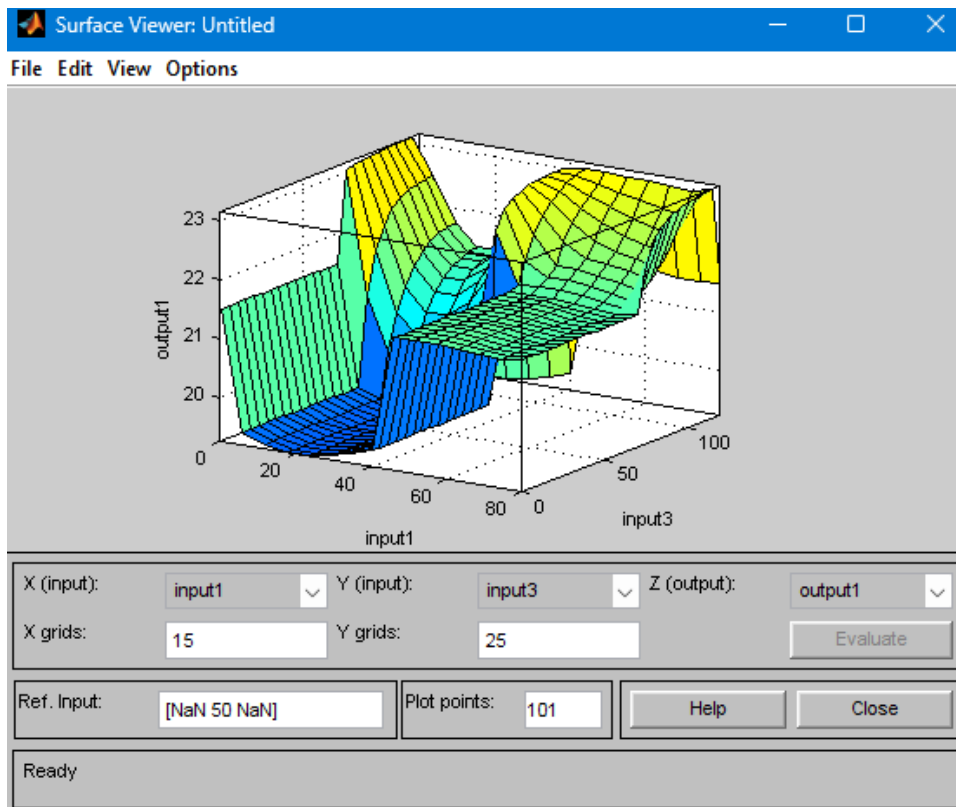 Surface Viewer: Untitled
File Edit View Options
23
22
21
20
output1
0
20
40
60
80
input1
0
50
100
input3
X (input): input1 Y (input): input3 Z (output): output1
X grids: 15 Y grids: 25 Evaluate
Ref. Input: [NaN 50 NaN] Plot points: 101 Help Close
Ready